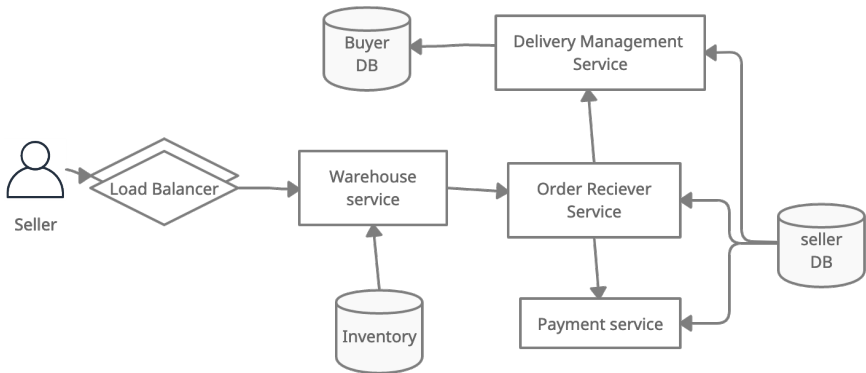 Buyer
DB
Delivery Management
Service
Seller
Load Balancer
Warehouse
service
Order Reciever
Service
seller
DB
Inventory
Payment service